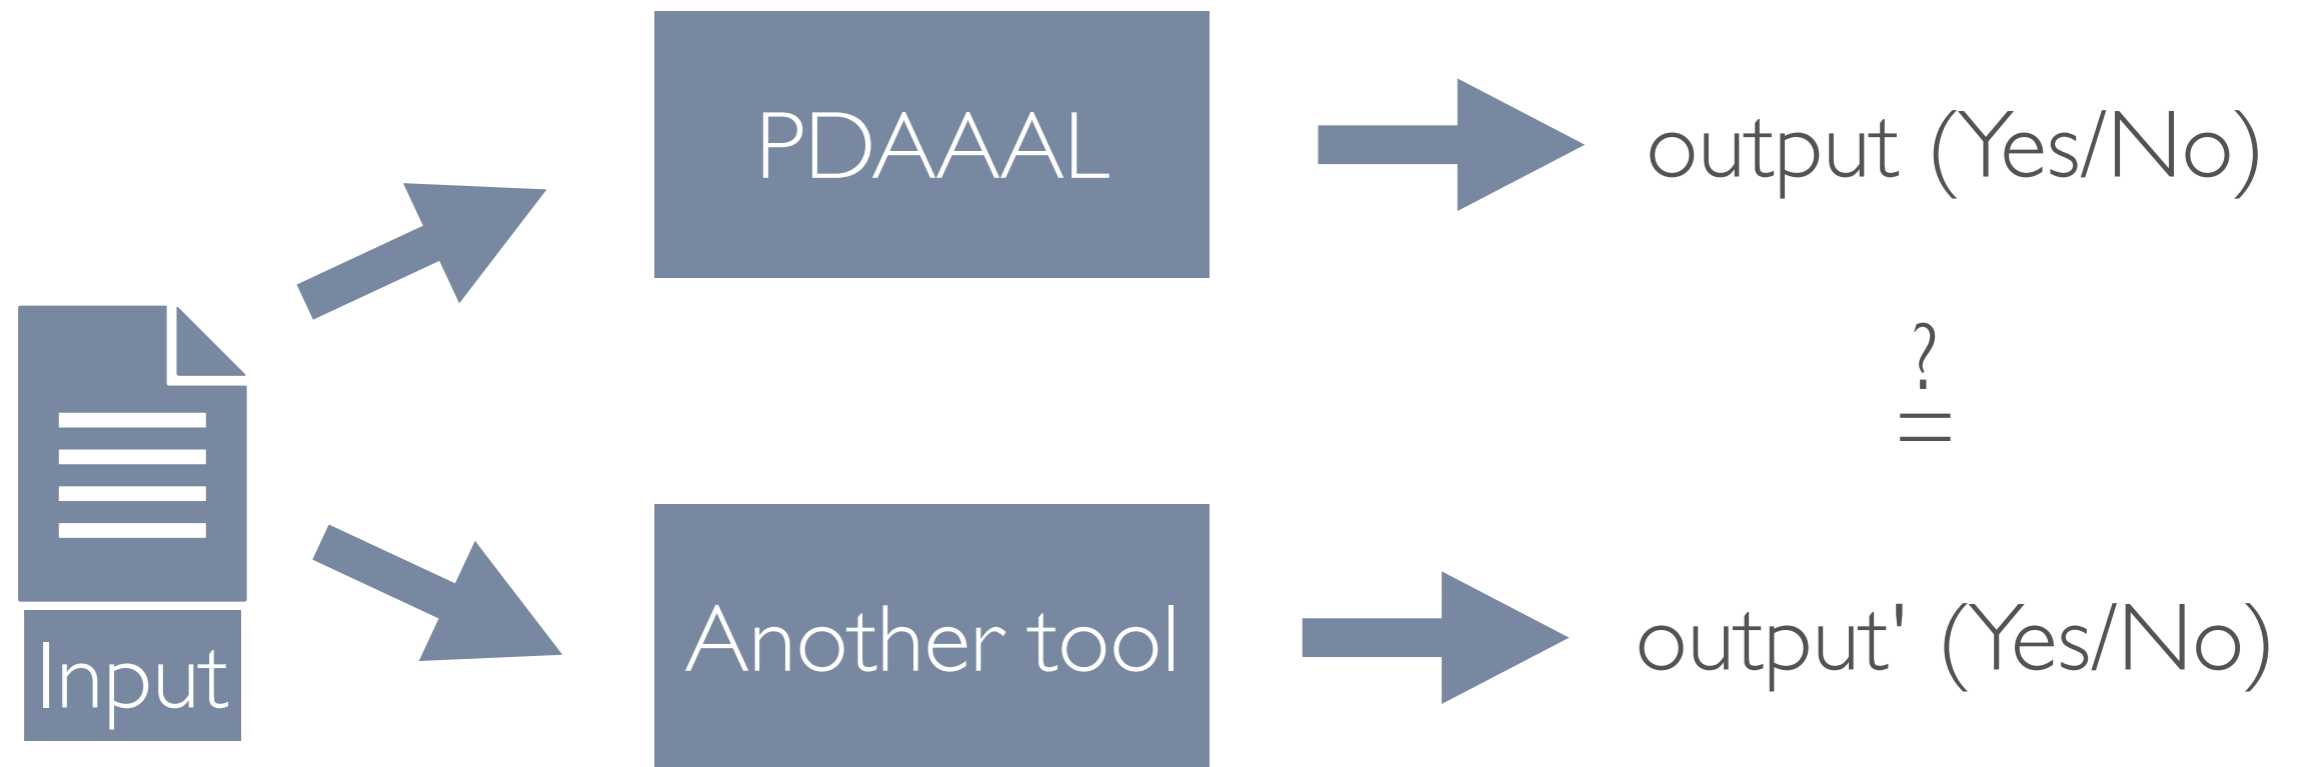 PDAAAL
output (Yes/No)
?
=
Input
Another tool
output' (Yes/No)